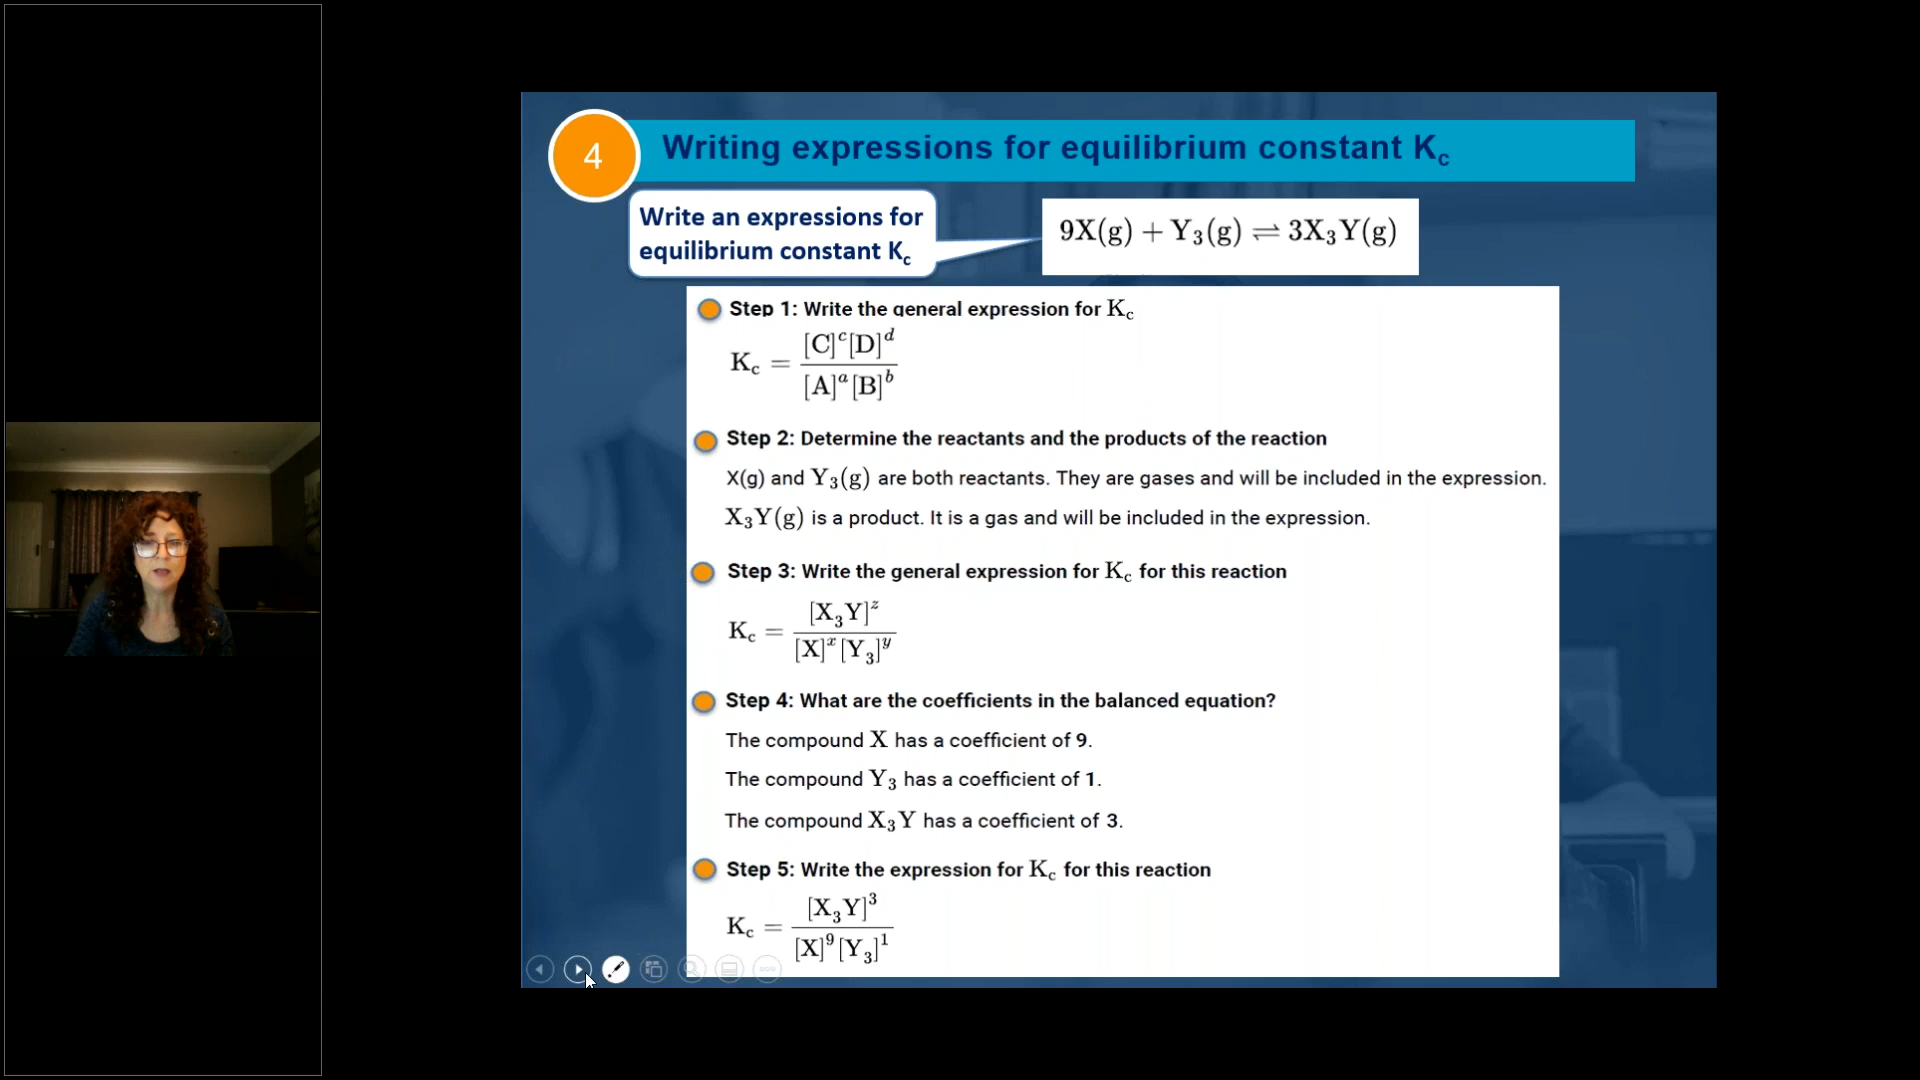 4
Writing expressions for equilibrium constant Kc
Write an expressions for
equilibrium constant Kc
9X(g) + Y₃(g) ⇌ 3X₃Y(g)
Step 1: Write the general expression for Kc
Kc = [C]ᶜ[D]ᵈ / [A]ᵃ[B]ᵇ
Step 2: Determine the reactants and the products of the reaction
X(g) and Y₃(g) are both reactants. They are gases and will be included in the expression.
X₃Y(g) is a product. It is a gas and will be included in the expression.
Step 3: Write the general expression for Kc for this reaction
Kc = [X₃Y]ᶻ / [X]ˣ[Y₃]ʸ
Step 4: What are the coefficients in the balanced equation?
The compound X has a coefficient of 9.
The compound Y₃ has a coefficient of 1.
The compound X₃Y has a coefficient of 3.
Step 5: Write the expression for Kc for this reaction
Kc = [X₃Y]³ / [X]⁹[Y₃]¹